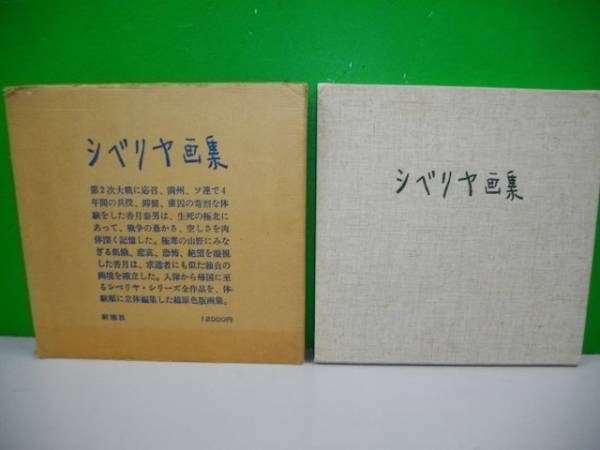 シベリヤ画集
第2次大戦に応召、満州、ソ連で4
年間の兵役、抑留、虜囚の苛烈な体
験をした香月泰男は、生死の極北に
あって、戦争の愚かさ、空しさを肉
体深く記憶した。極寒の山野にみな
ぎる飢餓、悲哀、恐怖、絶望を凝視
した香月は、求道者にも似た独自の
画境を確立した。入隊から帰国に至
るシベリヤ・シリーズ全作品を、体
験順に立体編集した超原色版画集。
新潮社 12000円
シベリヤ画集